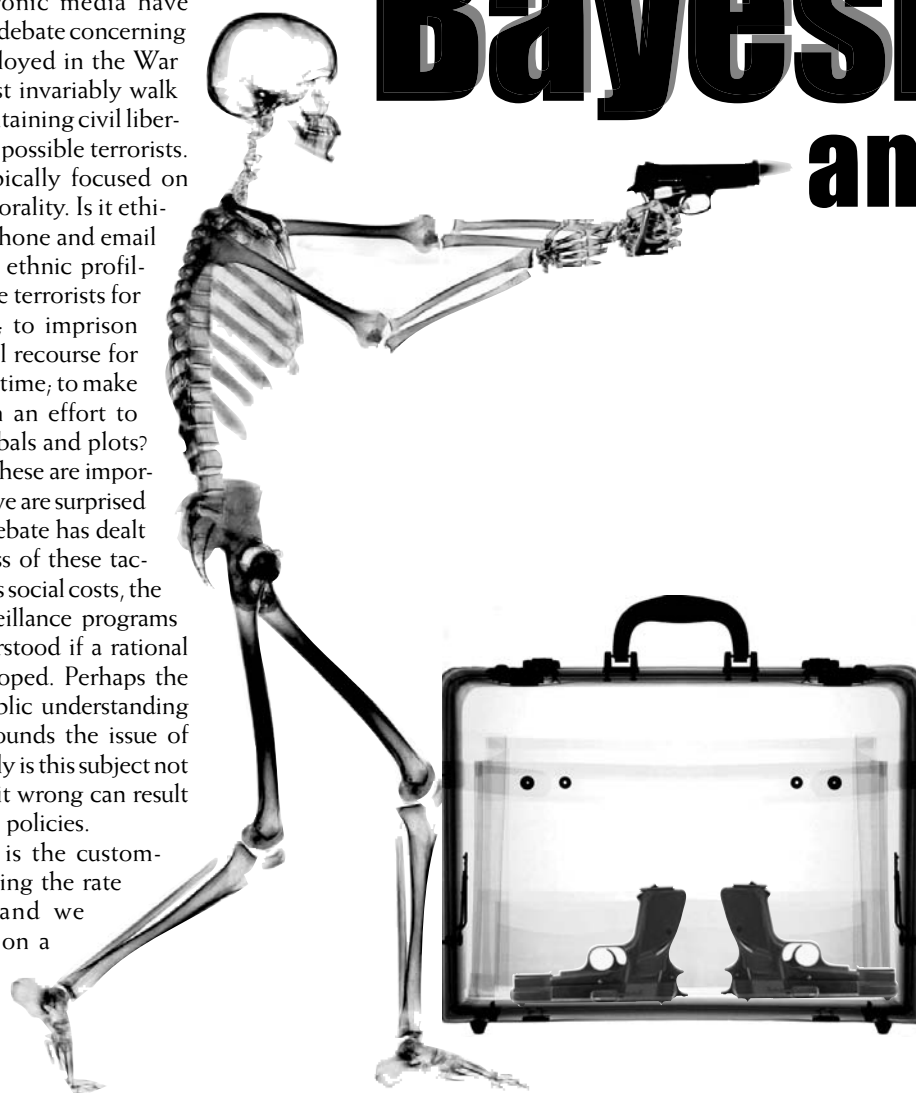 Bayes
an
ronic media have
debate concerning
loyed in the War
st invariably walk
taining civil liber-
possible terrorists.
pically focused on
orality. Is it ethi-
hone and email
ethnic profil-
e terrorists for
to imprison
l recourse for
time; to make
n an effort to
bals and plots?
hese are impor-
ve are surprised
ebate has dealt
ss of these tac-
s social costs, the
eillance programs
rstood if a rational
oped. Perhaps the
blic understanding
ounds the issue of
ly is this subject not
it wrong can result
policies.
is the custom-
ing the rate
and we
on a